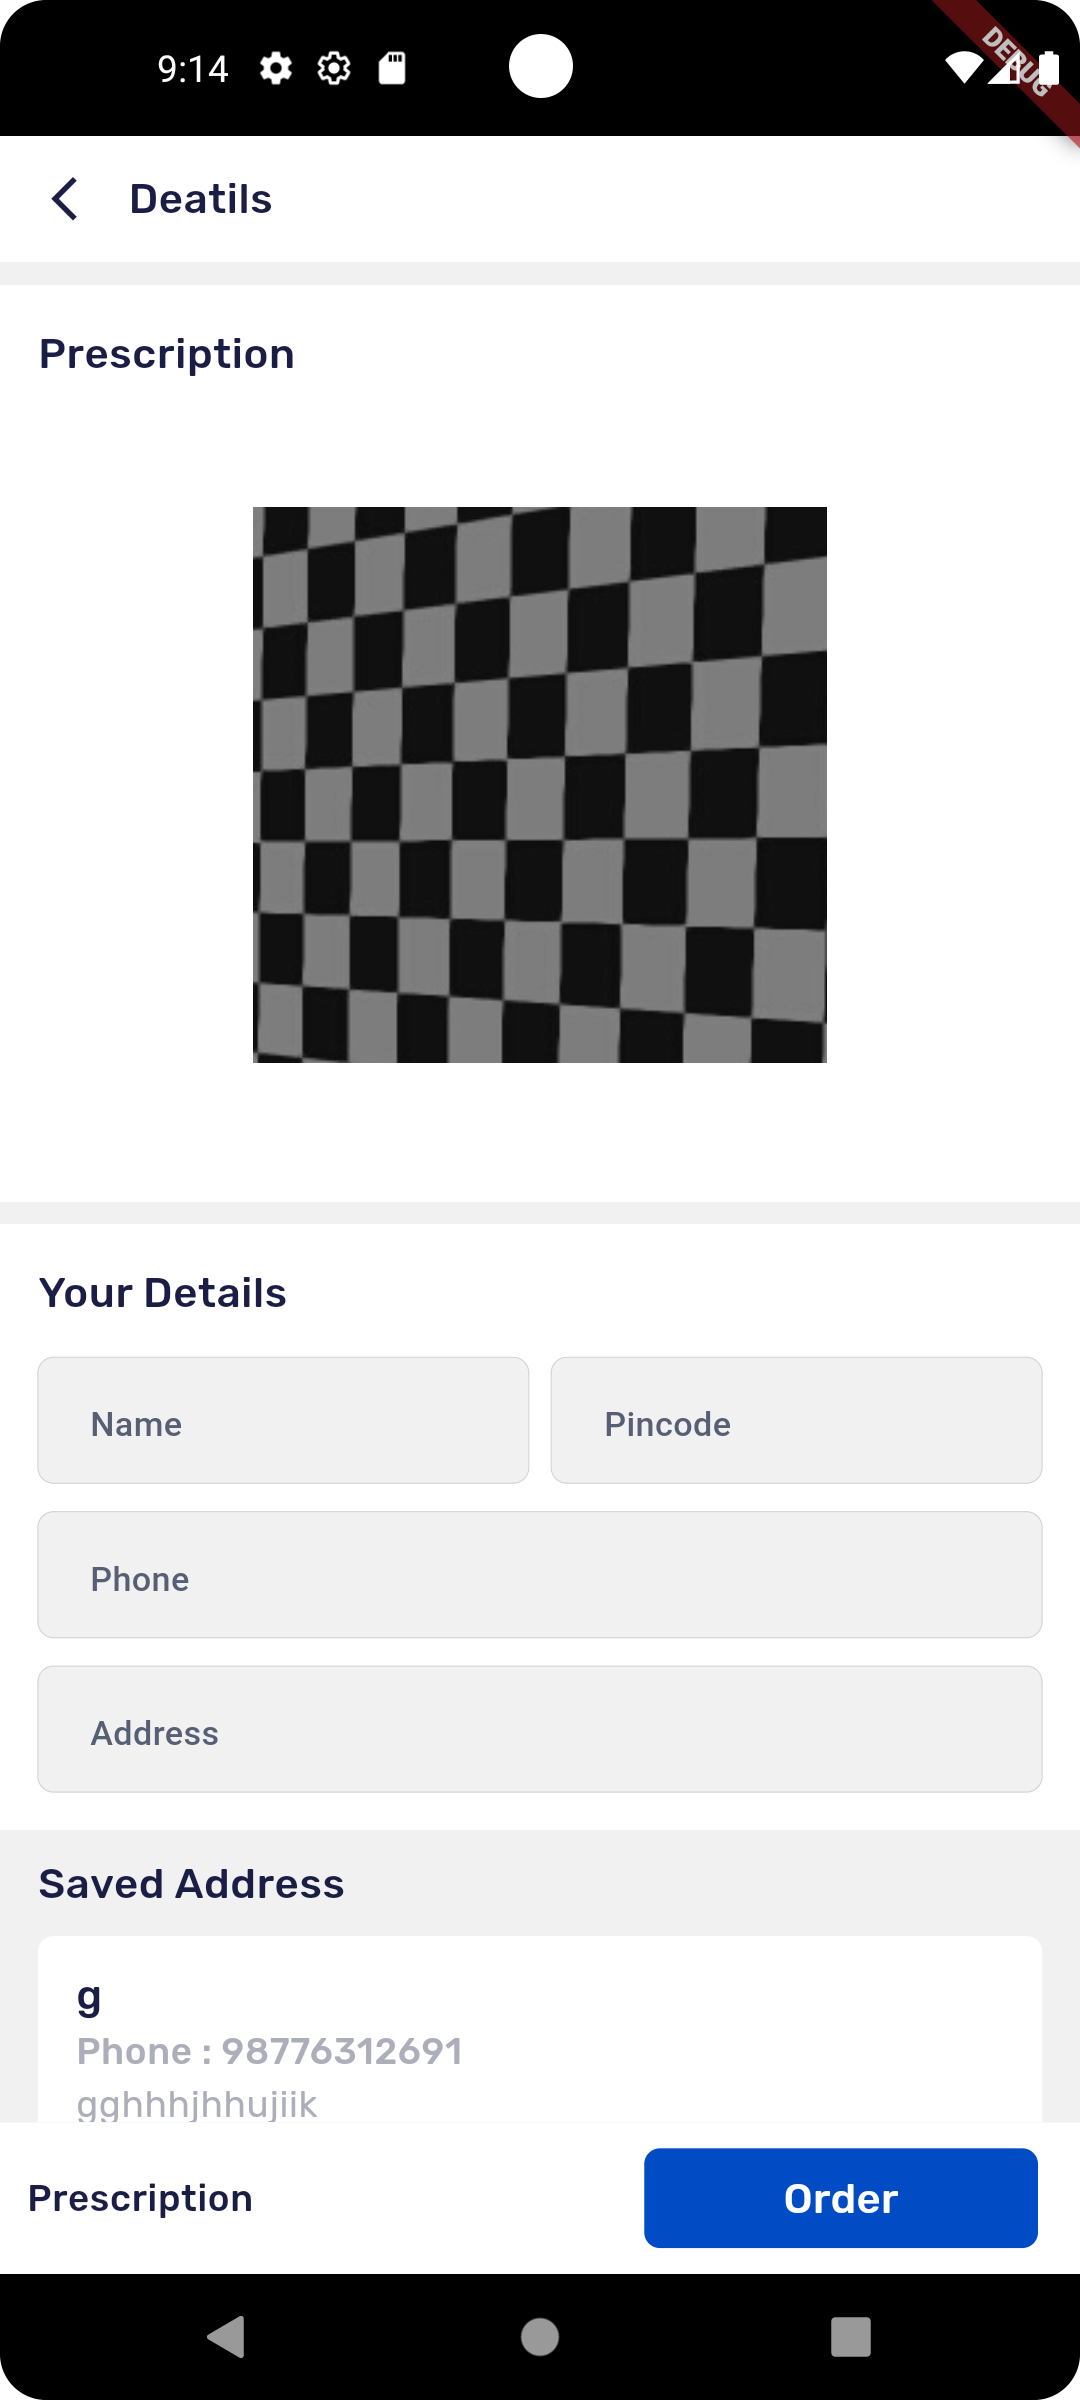 9:14
DEBUG
Deatils
Prescription
Your Details
Name
Pincode
Phone
Address
Saved Address
g
Phone : 98776312691
gghhhjhhujiik
Prescription
Order